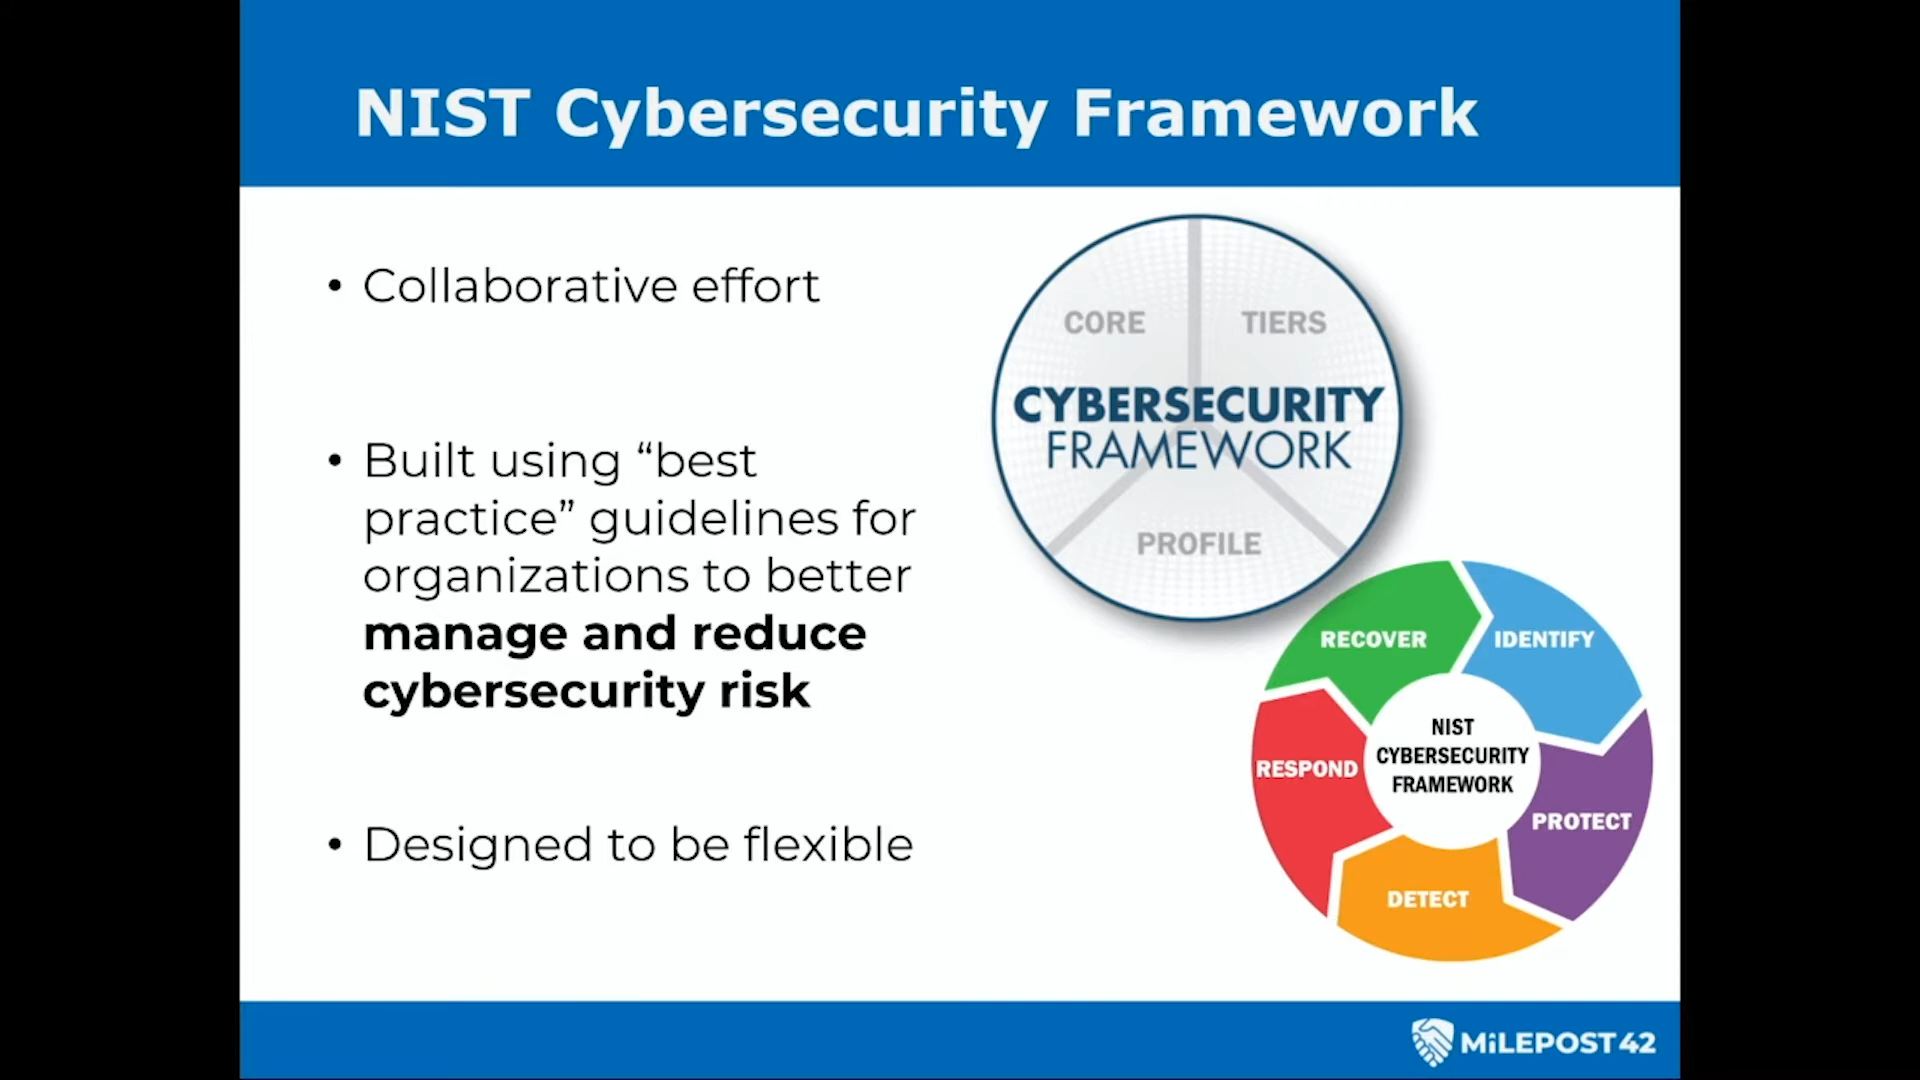 NIST Cybersecurity Framework
• Collaborative effort
• Built using “best
practice” guidelines for
organizations to better
manage and reduce
cybersecurity risk
• Designed to be flexible
CORE
TIERS
CYBERSECURITY
FRAMEWORK
PROFILE
RECOVER
IDENTIFY
NIST
CYBERSECURITY
FRAMEWORK
RESPOND
PROTECT
DETECT
MiLEPOST42